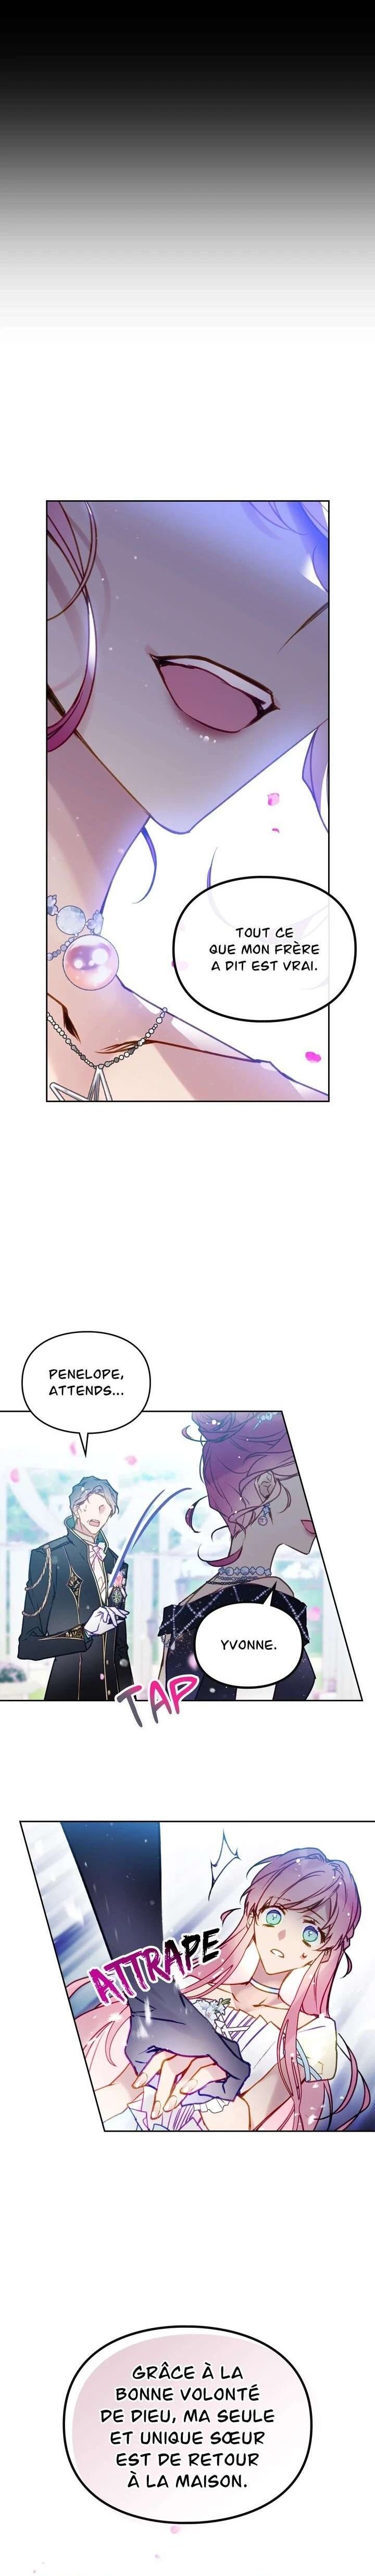 TOUT CE
QUE MON FRÈRE
A DIT EST VRAI.
PENELOPE,
ATTENDS...
YVONNE.
TAP
ATTRAPE
GRÂCE À LA
BONNE VOLONTÉ
DE DIEU, MA SEULE
ET UNIQUE SŒUR
EST DE RETOUR
À LA MAISON.